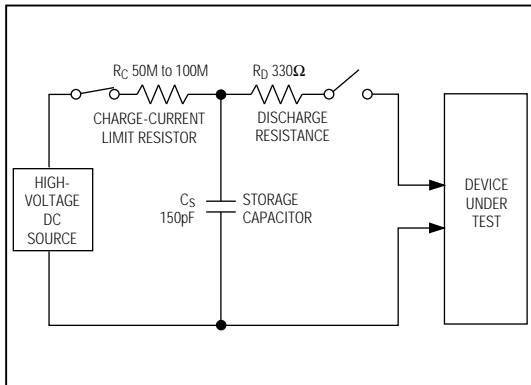 RC 50M to 100M
CHARGE-CURRENT
LIMIT RESISTOR
RD 330Ω
DISCHARGE
RESISTANCE
HIGH-
VOLTAGE
DC
SOURCE
CS
150pF
STORAGE
CAPACITOR
DEVICE
UNDER
TEST